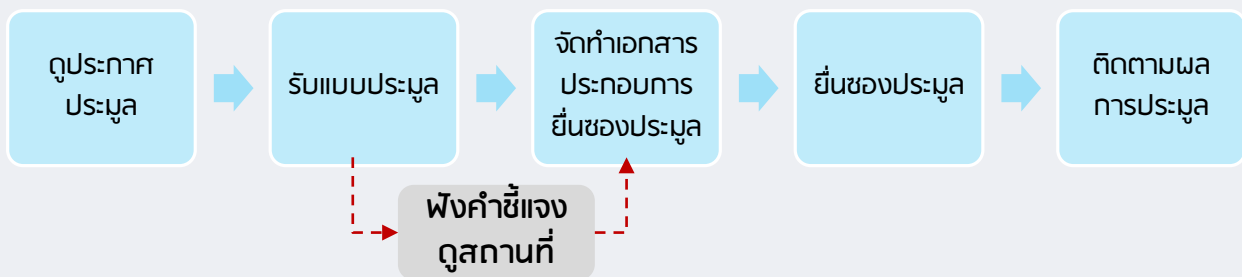 ดูประกาศ
ประมูล
รับแบบประมูล
จัดทำเอกสาร
ประกอบการ
ยื่นซองประมูล
ยื่นซองประมูล
ติดตามผล
การประมูล
ฟังคำชี้แจง
ดูสถานที่